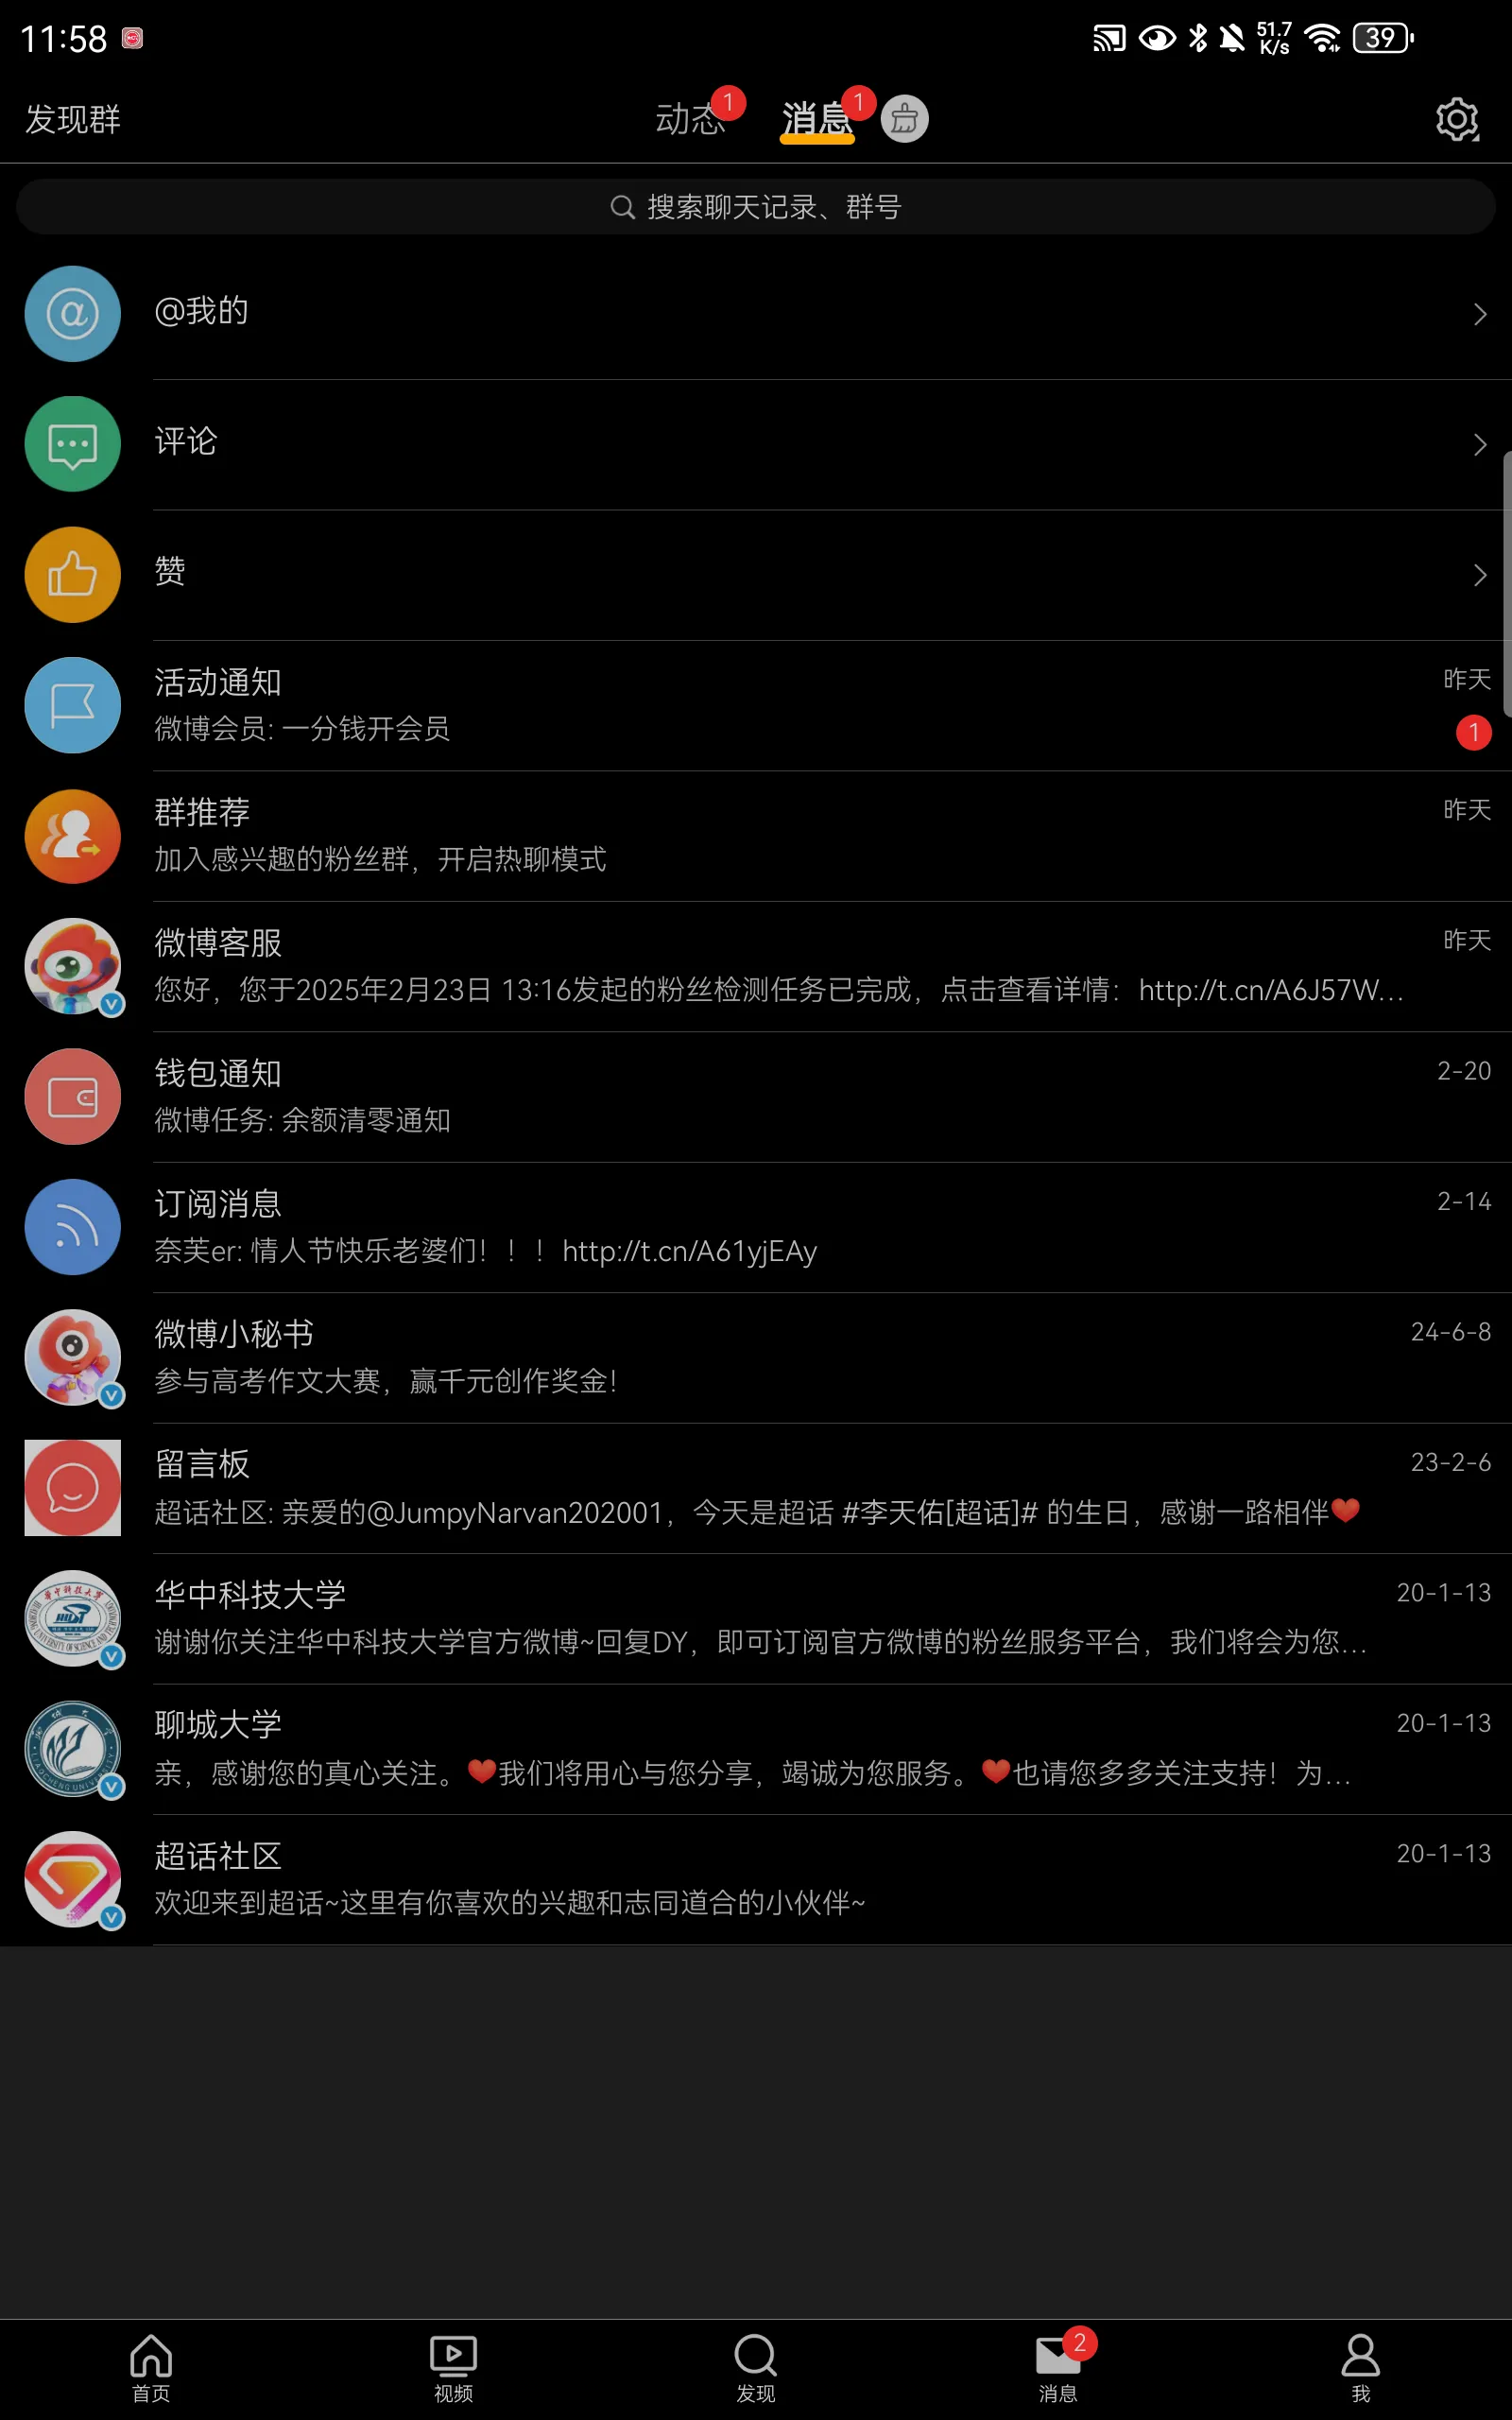 11:58
51.7
K/s
39
发现群
动态
1
消息
1
搜索聊天记录、群号
@我的
评论
赞
活动通知
昨天
微博会员: 一分钱开会员
1
群推荐
昨天
加入感兴趣的粉丝群，开启热聊模式
微博客服
昨天
您好，您于2025年2月23日 13:16发起的粉丝检测任务已完成，点击查看详情：http://t.cn/A6J57W...
钱包通知
2-20
微博任务: 余额清零通知
订阅消息
2-14
奈芙er: 情人节快乐老婆们！！！http://t.cn/A61yjEAy
微博小秘书
24-6-8
参与高考作文大赛，赢千元创作奖金！
留言板
23-2-6
超话社区: 亲爱的@JumpyNarvan202001，今天是超话 #李天佑[超话]# 的生日，感谢一路相伴❤️
华中科技大学
20-1-13
谢谢你关注华中科技大学官方微博~回复DY，即可订阅官方微博的粉丝服务平台，我们将会为您...
聊城大学
20-1-13
亲，感谢您的真心关注。❤️我们将用心与您分享，竭诚为您服务。❤️也请您多多关注支持！为...
超话社区
20-1-13
欢迎来到超话~这里有你喜欢的兴趣和志同道合的小伙伴~
首页
视频
发现
2
消息
我